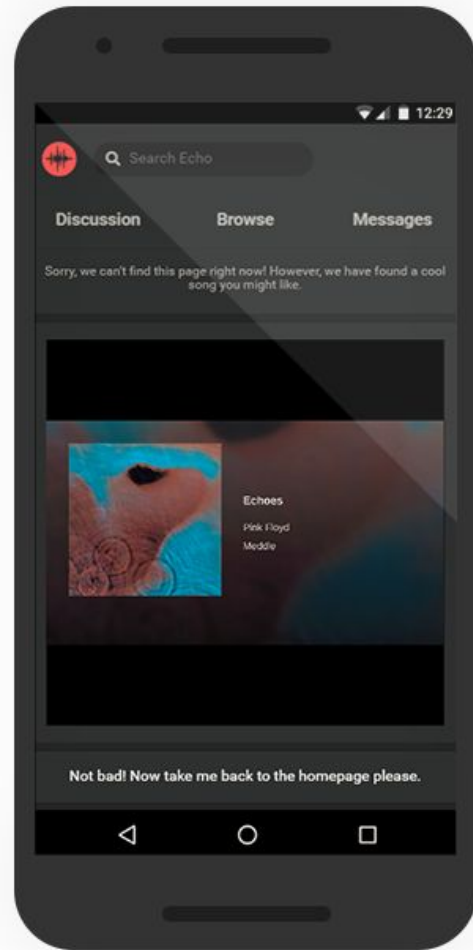 12:29
Search Echo
Discussion Browse Messages
Sorry, we can't find this page right now! However, we have found a cool
song you might like.
Echoes
Pink Floyd
Meddle
Not bad! Now take me back to the homepage please.